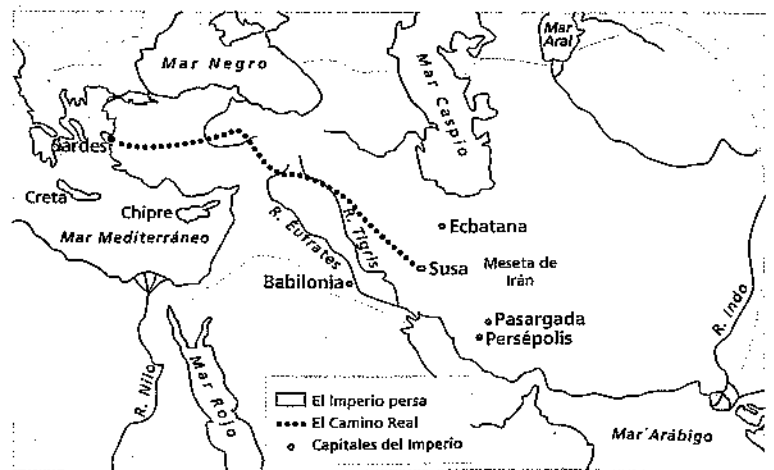 Mar Negro
Mar Caspio
Mar
Aral
Sardes
Creta
Chipre
Mar Mediterráneo
R. Éufrates
R. Tigris
Ecbatana
Susa
Meseta de
Irán
Babilonia
Pasargada
Persépolis
R. Indo
R. Nilo
Mar Rojo
El Imperio persa
El Camino Real
Capitales del Imperio
Mar Arábigo